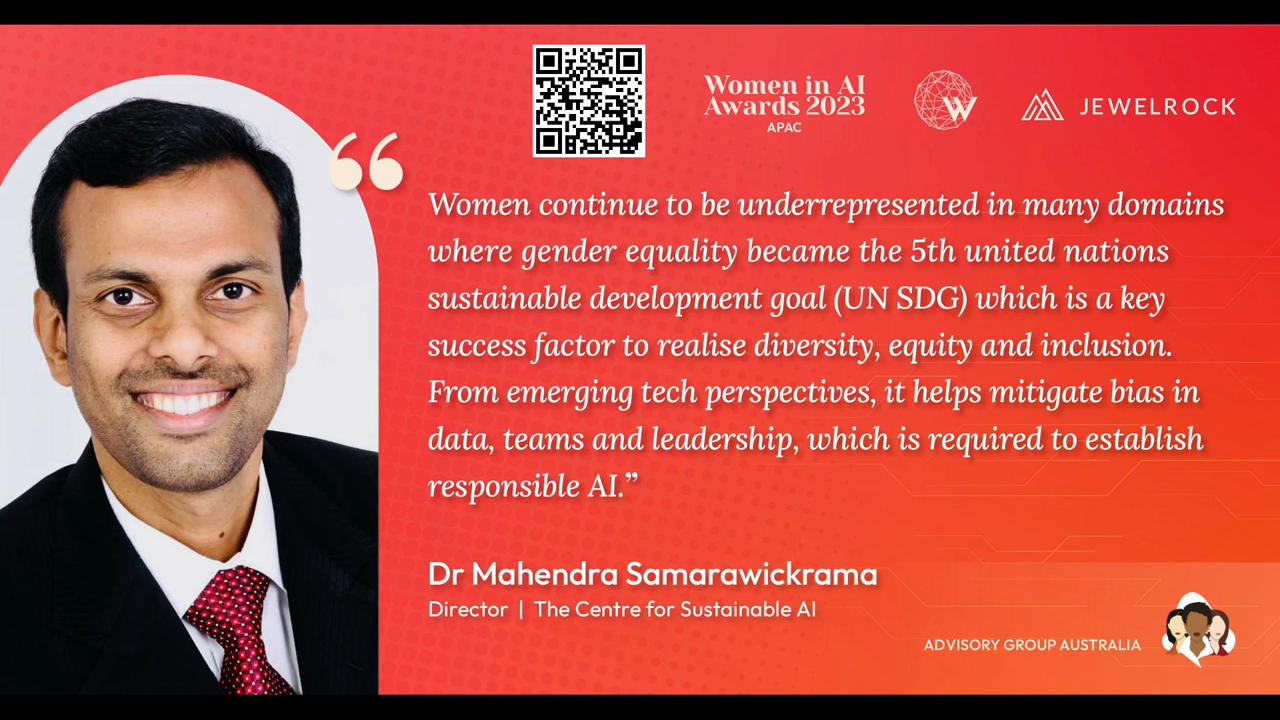 Women in AI
Awards 2023
APAC
W
JEWELROCK
“
Women continue to be underrepresented in many domains
where gender equality became the 5th united nations
sustainable development goal (UN SDG) which is a key
success factor to realise diversity, equity and inclusion.
From emerging tech perspectives, it helps mitigate bias in
data, teams and leadership, which is required to establish
responsible AI.”
Dr Mahendra Samarawickrama
Director | The Centre for Sustainable AI
ADVISORY GROUP AUSTRALIA